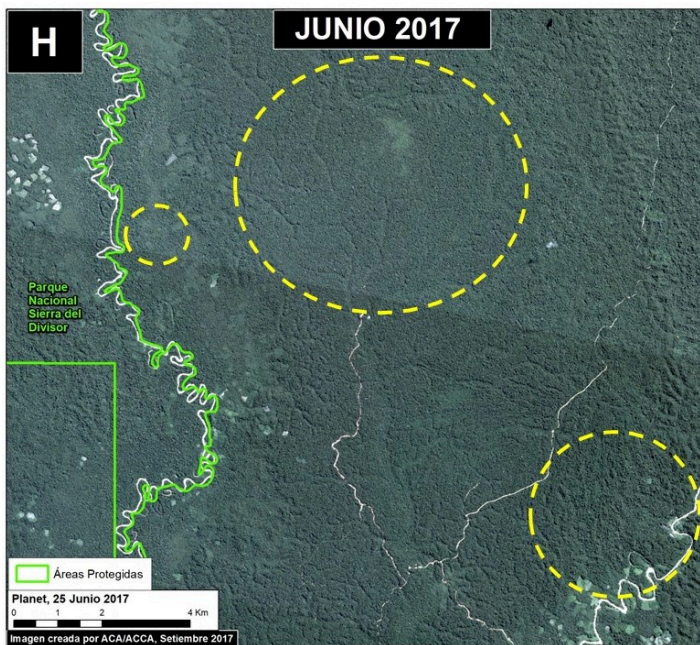 H
JUNIO 2017
Parque
Nacional
Sierra del
Divisor
Áreas Protegidas
Planet, 25 Junio 2017
0 1 2 4 Km
Imagen creada por ACA/ACCA, Setiembre 2017